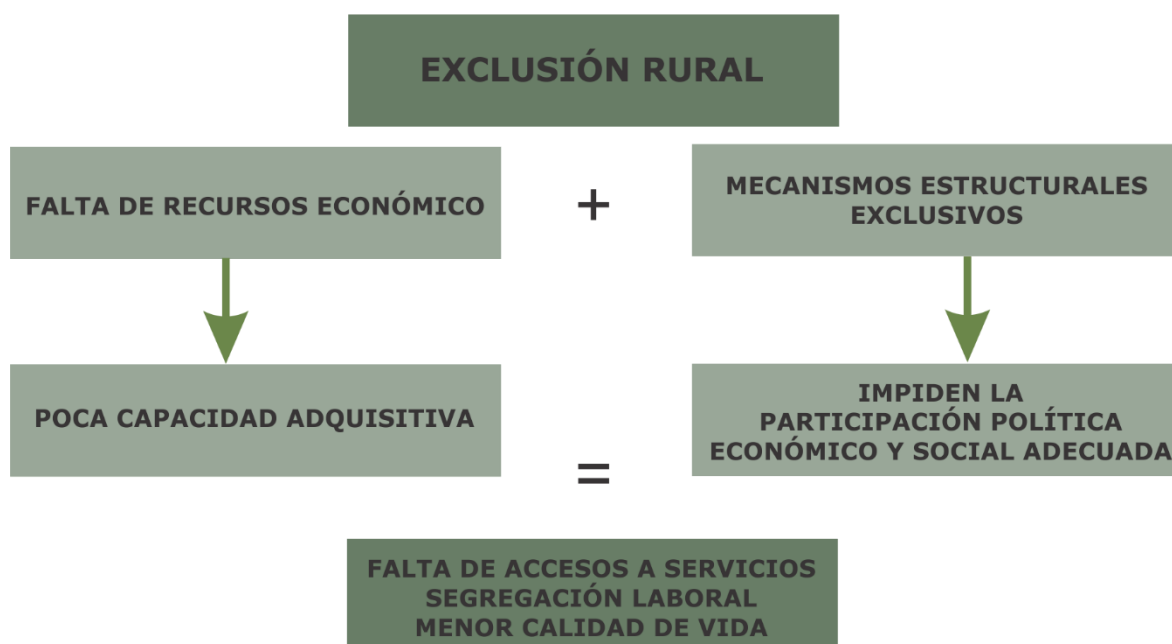 EXCLUSIÓN RURAL
FALTA DE RECURSOS ECONÓMICO
+
MECANISMOS ESTRUCTURALES
EXCLUSIVOS
POCA CAPACIDAD ADQUISITIVA
IMPIDEN LA
PARTICIPACIÓN POLÍTICA
ECONÓMICO Y SOCIAL ADECUADA
=
FALTA DE ACCESOS A SERVICIOS
SEGREGACIÓN LABORAL
MENOR CALIDAD DE VIDA